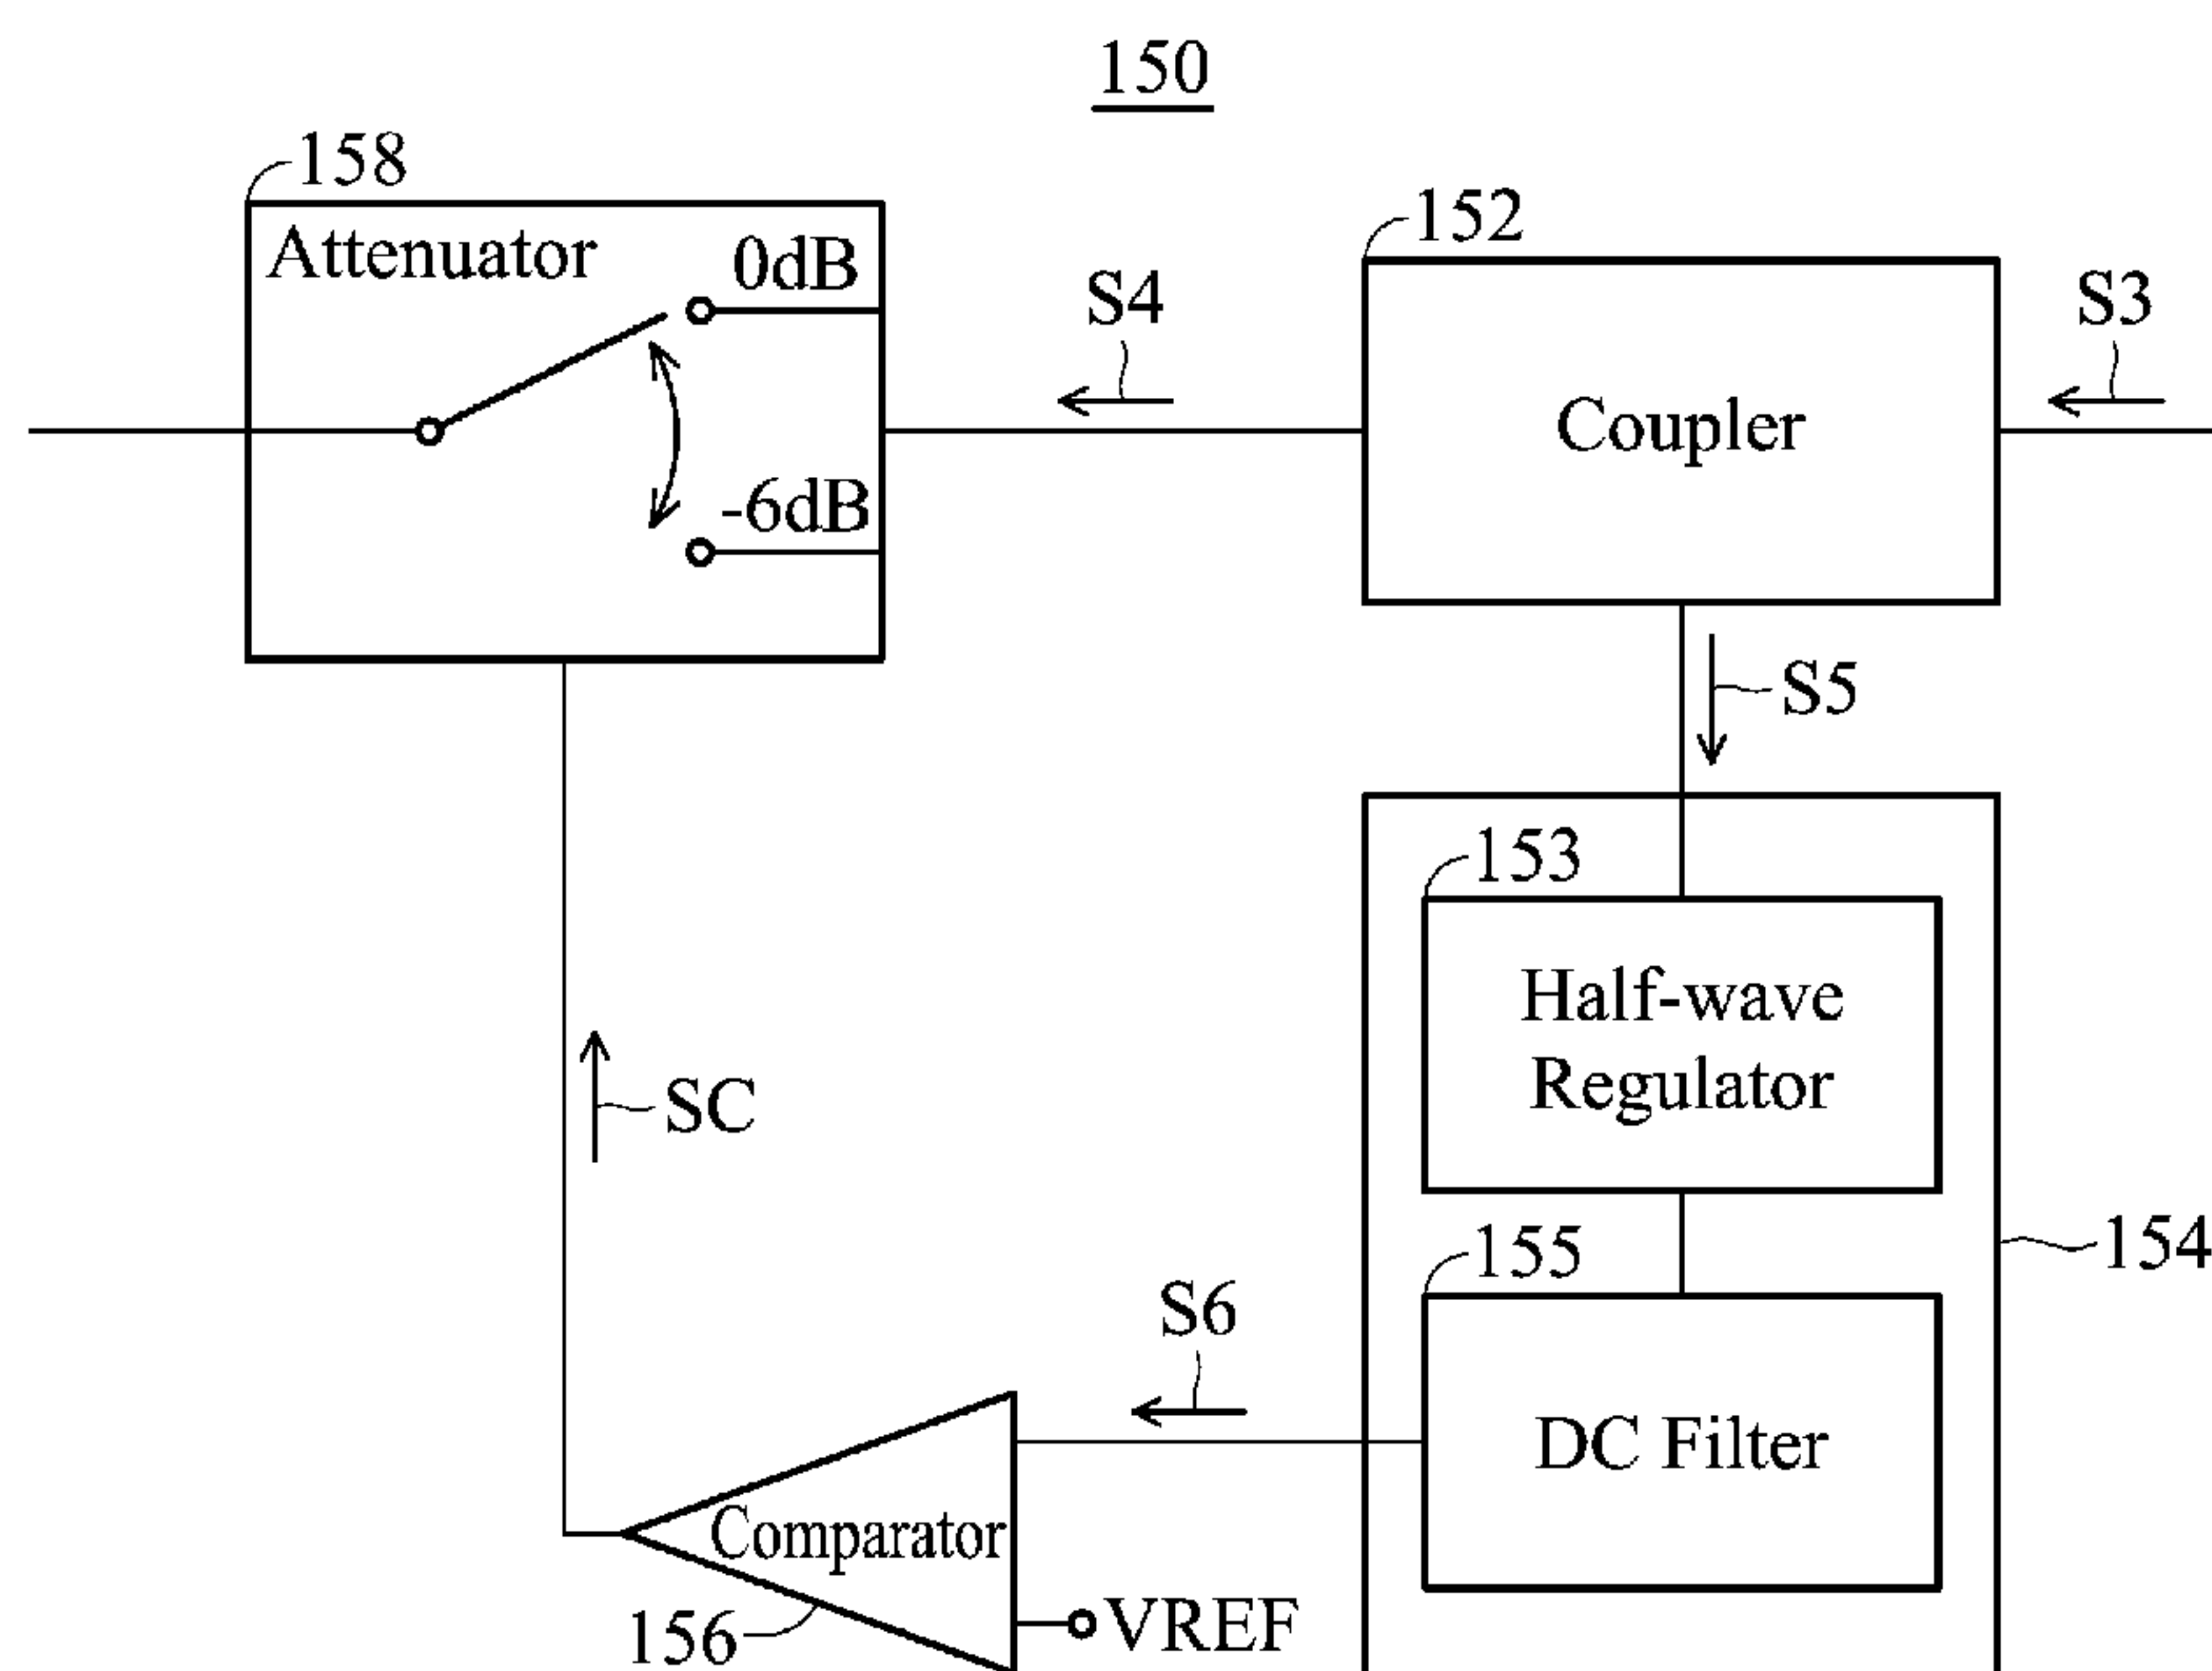 150
158
Attenuator
0dB
-6dB
S4
152
Coupler
S3
S5
153
Half-wave
Regulator
154
155
DC Filter
S6
SC
Comparator
156
VREF